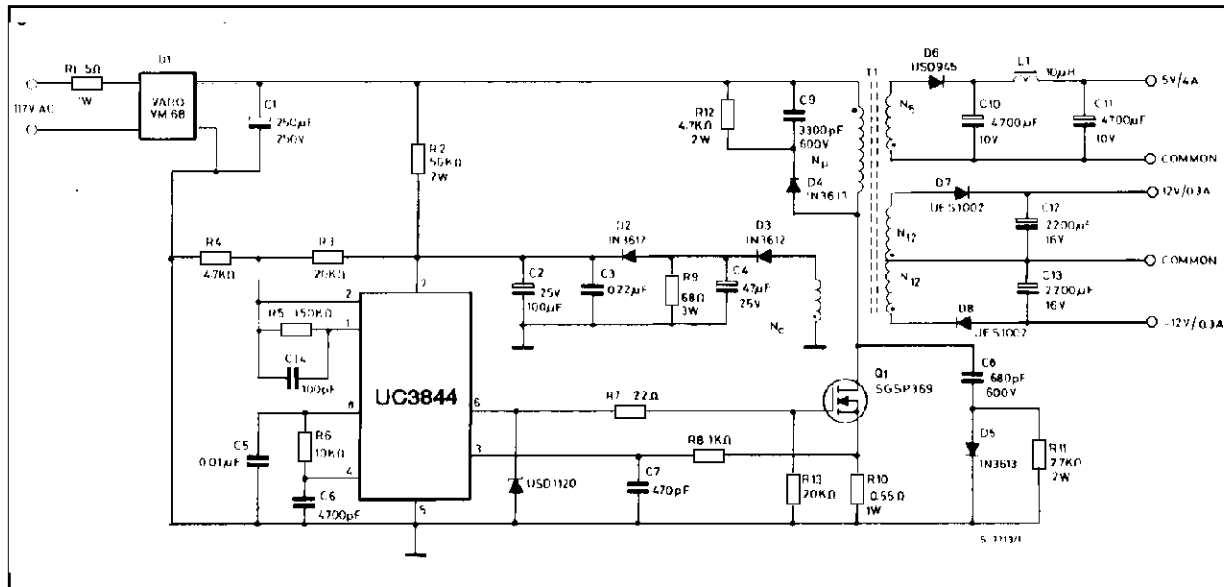 R1 5Ω
1W
117V AC
D1
VARO
VM 68
C1
250µF
250V
R2
56KΩ
2W
R12
4.7KΩ
2W
C9
3300pF
600V
Np
D4
1N3613
T1
N5
D6
USD945
L1
10µH
C10
4700µF
10V
C11
4700µF
10V
5V/4A
COMMON
D7
UES1002
12V/0.3A
N12
C12
2200µF
16V
COMMON
N12
C13
2200µF
16V
D8
UES1002
-12V/0.3A
R4
4.7KΩ
R3
20KΩ
D2
1N3612
D3
1N3612
C2
25V
100µF
C3
0.22µF
R9
68Ω
3W
C4
47µF
25V
Nc
7
2
R5 150KΩ
1
C14
100pF
UC3844
8
C5
0.01µF
R6
10KΩ
4
C6
4700pF
5
6
R7 22Ω
3
USD1120
C7
470pF
R8 1KΩ
R13
20KΩ
Q1
SGSP369
R10
0.55Ω
1W
680pF
600V
D5
1N3613
R11
2.7KΩ
2W